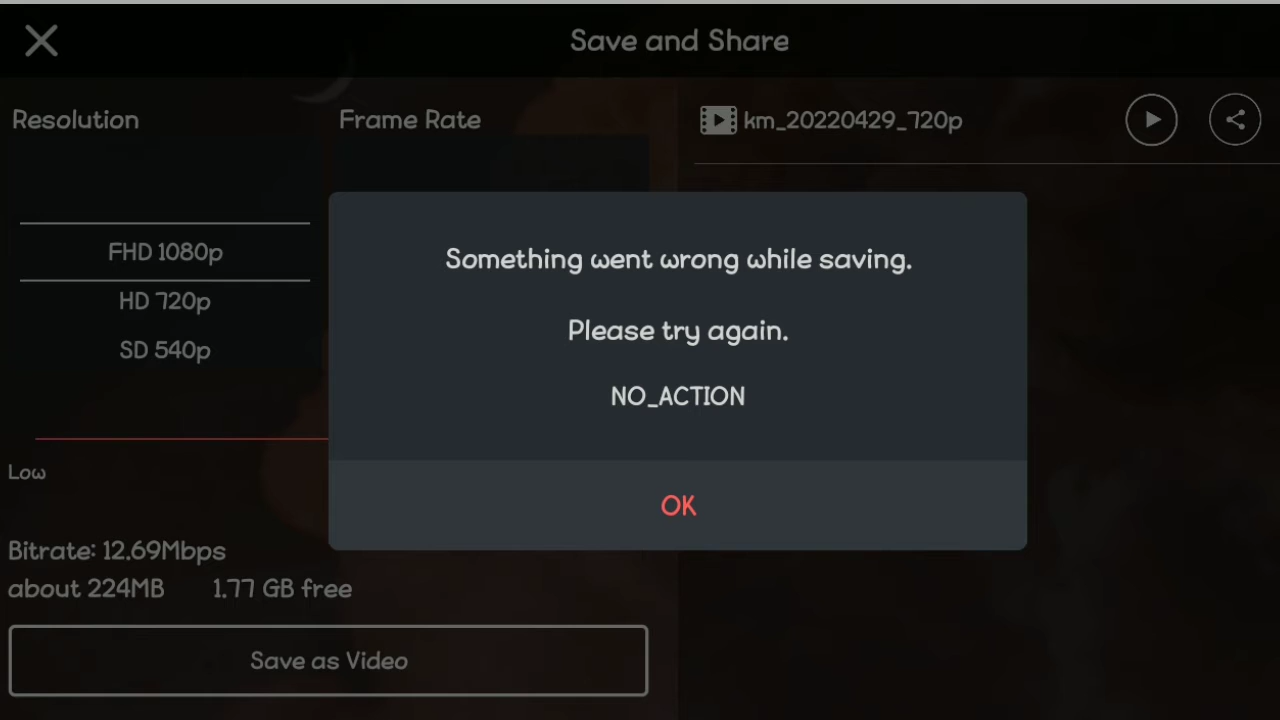 Save and Share
Resolution
Frame Rate
km_20220429_720p
FHD 1080p
HD 720p
SD 540p
Something went wrong while saving.
Please try again.
NO_ACTION
OK
Low
Bitrate: 12.69Mbps
about 224MB 1.77 GB free
Save as Video